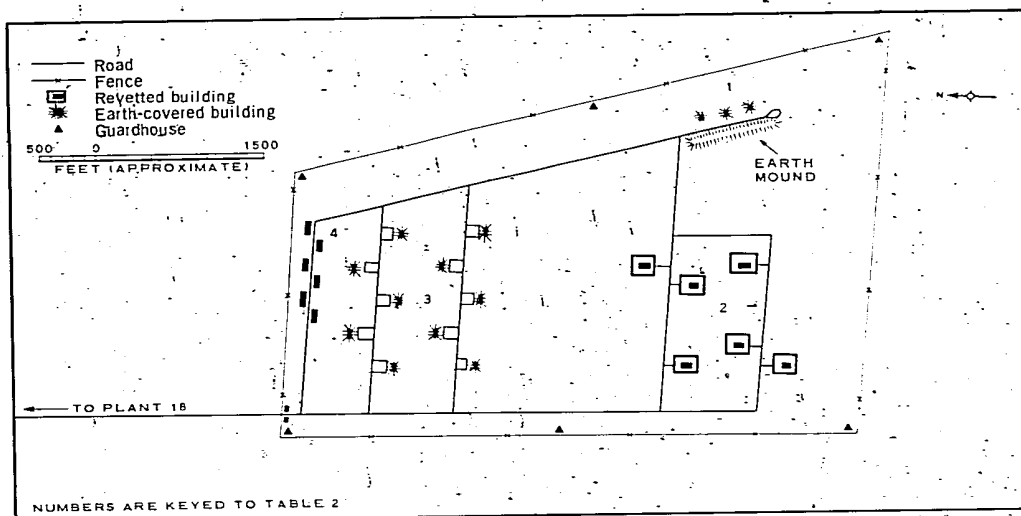 Road
Fence
Revetted building
Earth-covered building
Guardhouse
500 0 1500
FEET (APPROXIMATE)
N
1
EARTH
MOUND
4
3
2
TO PLANT 18
NUMBERS ARE KEYED TO TABLE 2